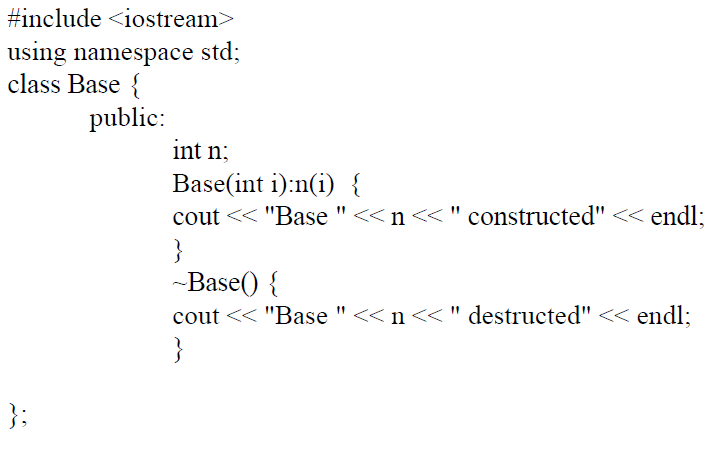 #include <iostream>
using namespace std;
class Base {
public:
int n;
Base(int i):n(i)  {
cout << "Base " << n << " constructed" << endl;
}
~Base() {
cout << "Base " << n << " destructed" << endl;
}
};